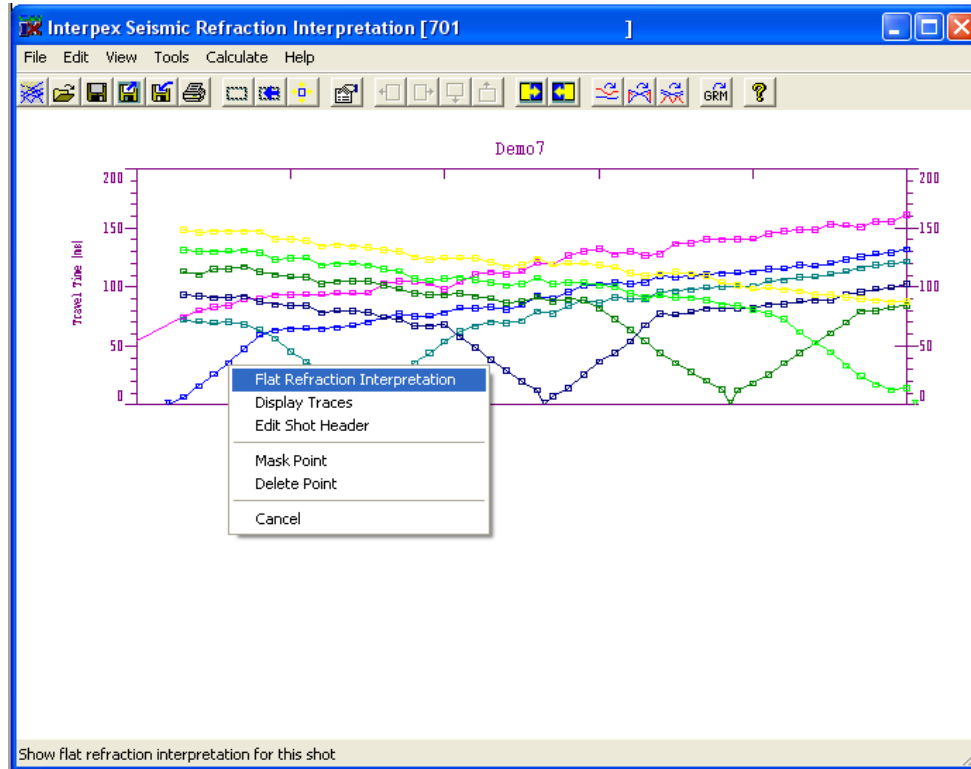 Interpex Seismic Refraction Interpretation [701 ]
File Edit View Tools Calculate Help
GRM
Demo7
200 200
150 150
Travel Time [ms]
100 100
50 50
0 0
Flat Refraction Interpretation
Display Traces
Edit Shot Header
Mask Point
Delete Point
Cancel
Show flat refraction interpretation for this shot